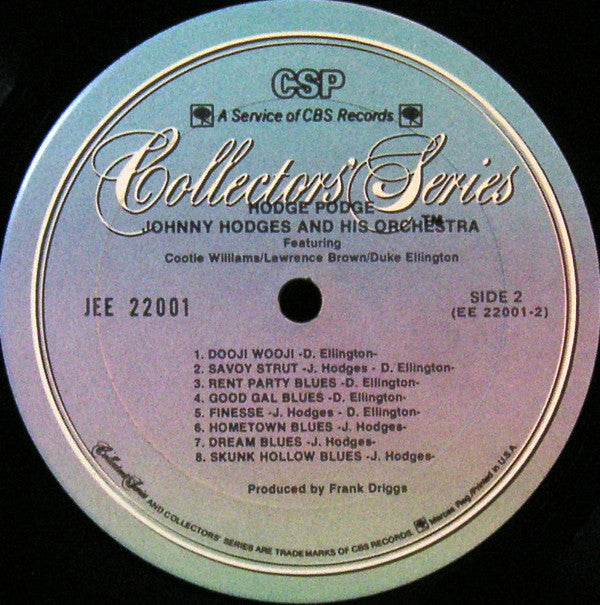 CSP
A Service of CBS Records
Collectors' Series
HODGE PODGE
JOHNNY HODGES AND HIS ORCHESTRA
TM
Featuring
Cootie Williams/Lawrence Brown/Duke Ellington
JEE 22001
SIDE 2
(EE 22001-2)
1. DOOJI WOOJI -D. Ellington-
2. SAVOY STRUT -J. Hodges - D. Ellington-
3. RENT PARTY BLUES -D. Ellington-
4. GOOD GAL BLUES -D. Ellington-
5. FINESSE -J. Hodges - D. Ellington-
6. HOMETOWN BLUES -J. Hodges-
7. DREAM BLUES -J. Hodges-
8. SKUNK HOLLOW BLUES -J. Hodges-
Produced by Frank Driggs
Collectors' Series AND COLLECTORS' SERIES ARE TRADEMARKS OF CBS RECORDS. Marcas Reg./Printed in U.S.A.